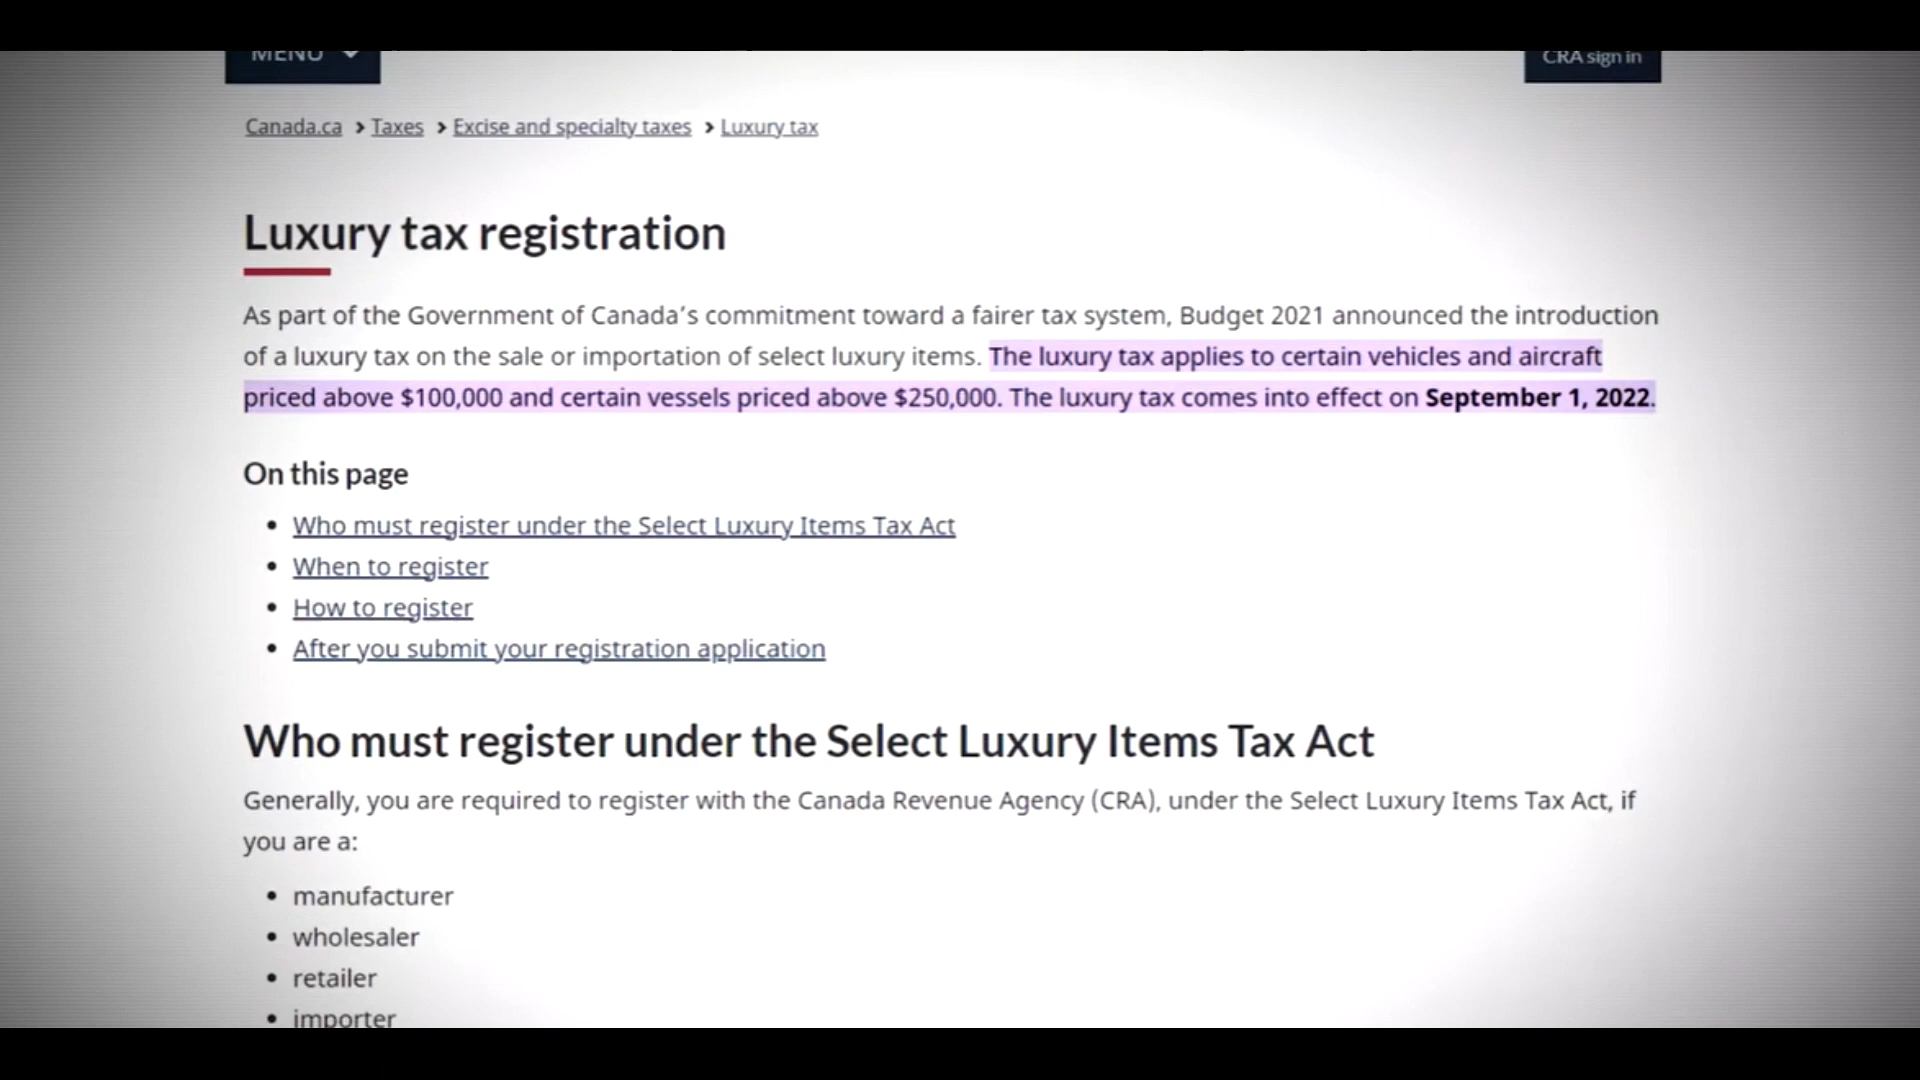 MENU
CRA sign in
Canada.ca > Taxes > Excise and specialty taxes > Luxury tax
Luxury tax registration
As part of the Government of Canada's commitment toward a fairer tax system, Budget 2021 announced the introduction
of a luxury tax on the sale or importation of select luxury items. The luxury tax applies to certain vehicles and aircraft
priced above $100,000 and certain vessels priced above $250,000. The luxury tax comes into effect on September 1, 2022.
On this page
• Who must register under the Select Luxury Items Tax Act
• When to register
• How to register
• After you submit your registration application
Who must register under the Select Luxury Items Tax Act
Generally, you are required to register with the Canada Revenue Agency (CRA), under the Select Luxury Items Tax Act, if
you are a:
• manufacturer
• wholesaler
• retailer
• importer